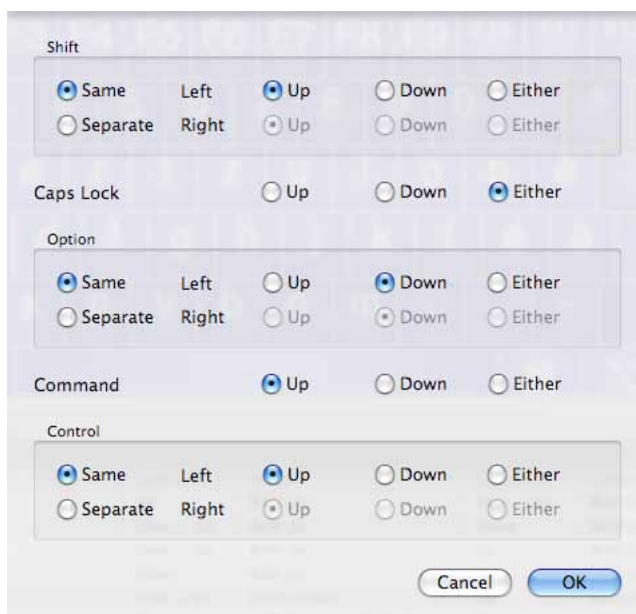 Shift
Same Left Up Down Either
Separate Right Up Down Either
Caps Lock Up Down Either
Option
Same Left Up Down Either
Separate Right Up Down Either
Command Up Down Either
Control
Same Left Up Down Either
Separate Right Up Down Either
Cancel OK